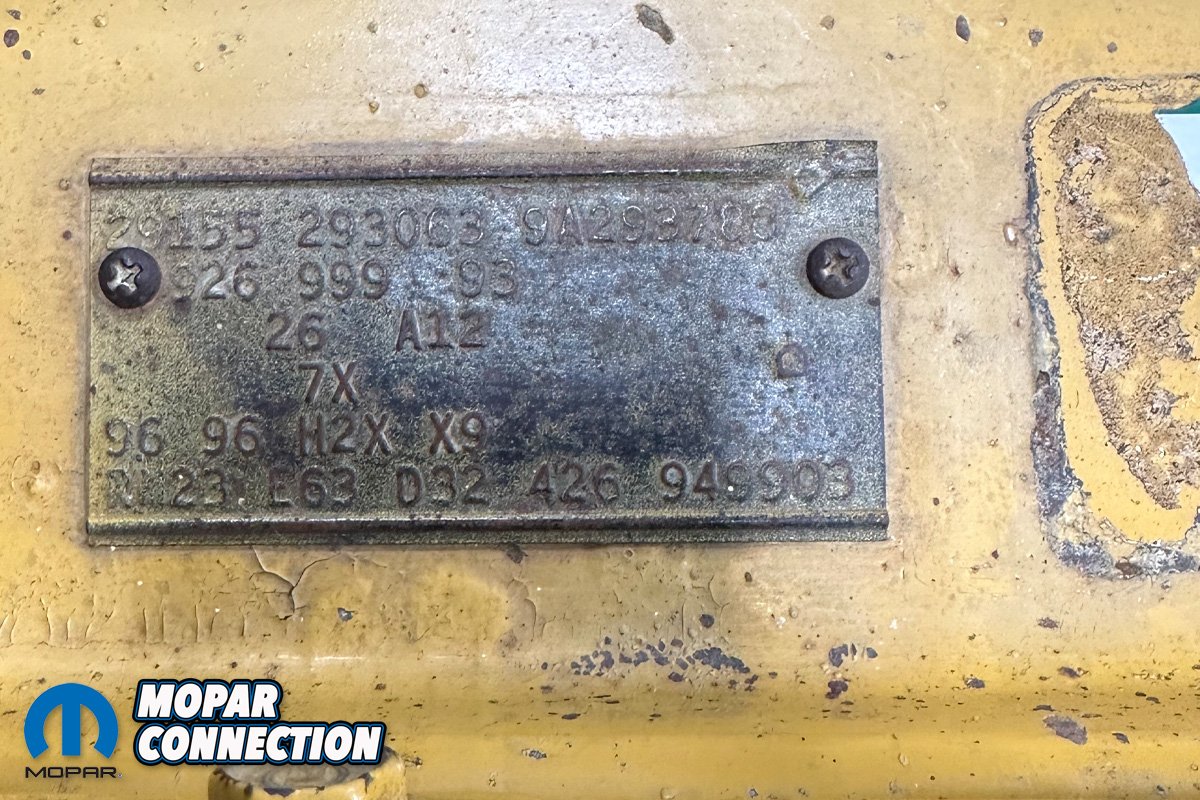 29155 293063 9A293780
926 999 93
26 A12
7X
96 96 H2X X9
23 E63 D32 426 949903
MOPAR
CONNECTION
MOPAR